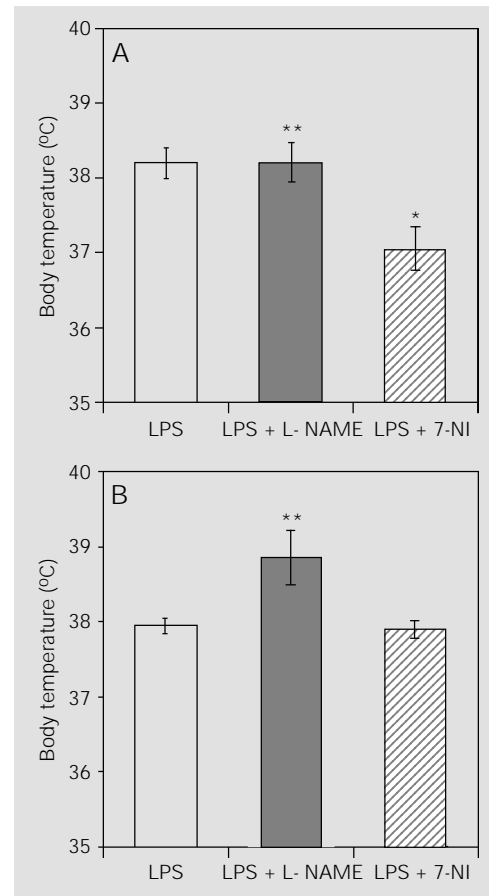 A
Body temperature (ºC)
40
39
38
37
36
35
**
*
LPS
LPS + L- NAME
LPS + 7-NI
B
Body temperature (ºC)
40
39
38
37
36
35
**
LPS
LPS + L- NAME
LPS + 7-NI